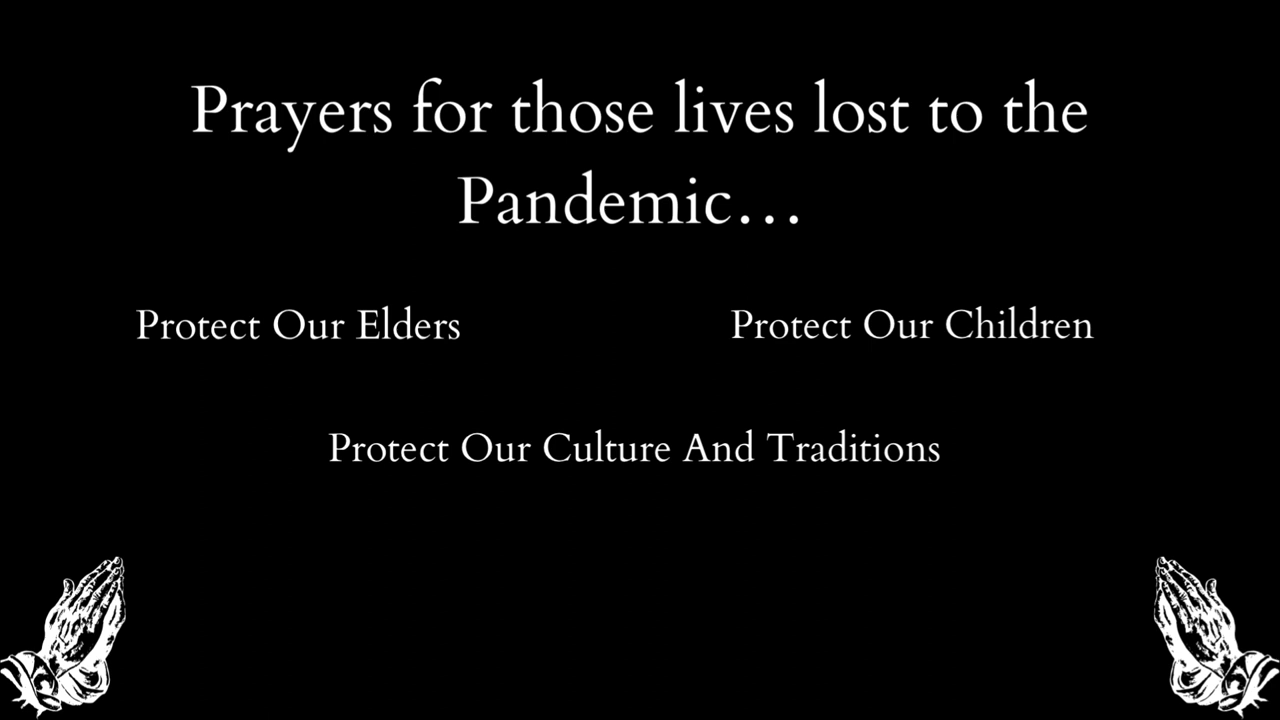 Prayers for those lives lost to the
Pandemic…
Protect Our Elders
Protect Our Children
Protect Our Culture And Traditions